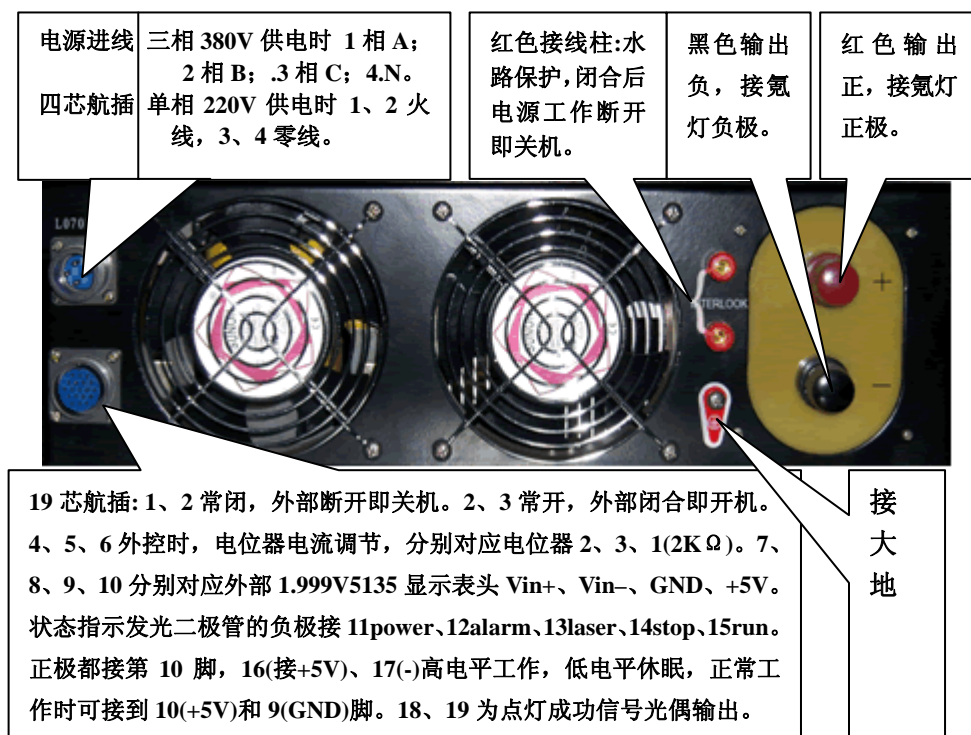 电源进线
四芯航插
三相 380V 供电时 1 相 A；
2 相 B；.3 相 C；4.N。
单相 220V 供电时 1、2 火
线，3、4 零线。
红色接线柱:水
路保护，闭合后
电源工作断开
即关机。
黑色输出
负，接氪
灯负极。
红色输出
正，接氪灯
正极。
L070
TERLOOK
+
−
19 芯航插: 1、2 常闭，外部断开即关机。2、3 常开，外部闭合即开机。
4、5、6 外控时，电位器电流调节，分别对应电位器 2、3、1(2KΩ)。7、
8、9、10 分别对应外部 1.999V5135 显示表头 Vin+、Vin–、GND、+5V。
状态指示发光二极管的负极接 11power、12alarm、13laser、14stop、15run。
正极都接第 10 脚，16(接+5V)、17(-)高电平工作，低电平休眠，正常工
作时可接到 10(+5V)和 9(GND)脚。18、19 为点灯成功信号光偶输出。
接
大
地